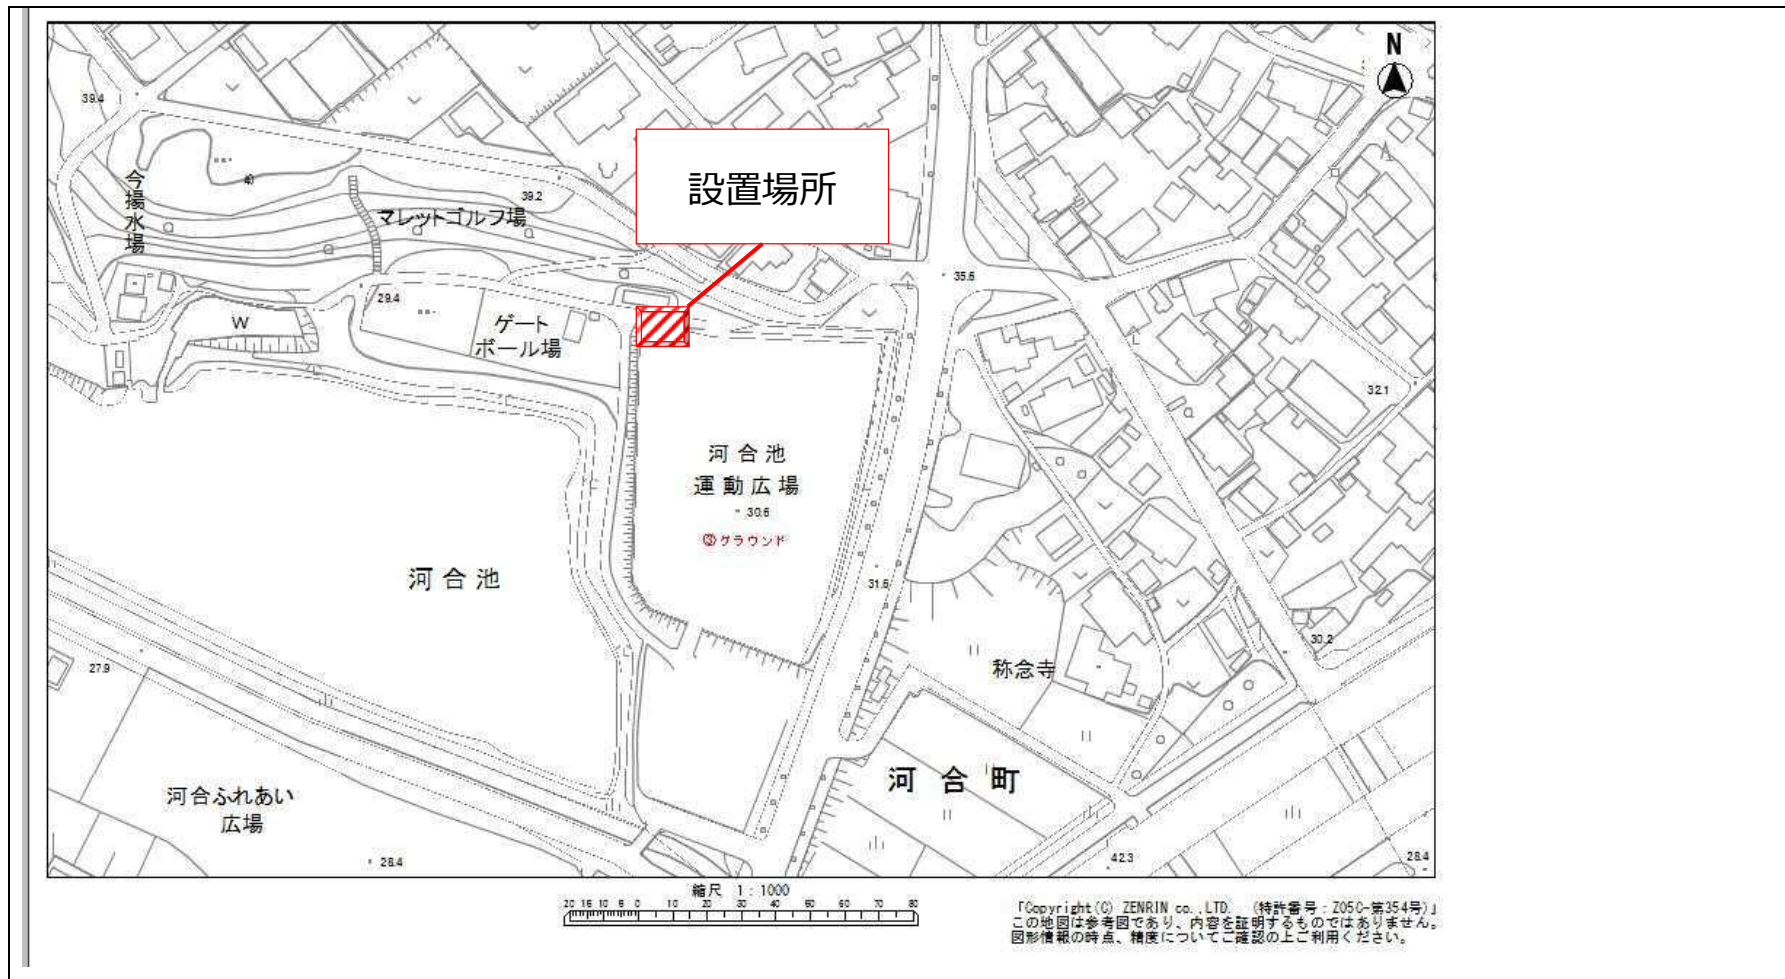 N
39.4
設置場所
今揚水場
39.2
マレットゴルフ場
35.6
29.4
W
ゲート
ボール場
32.1
河合池
運動広場
30.6
③グラウンド
河合池
31.6
30.2
27.9
称念寺
河合町
河合ふれあい
広場
28.4
42.3
28.4
縮尺 1:1000
20 15 10 5 0 10 20 30 40 50 60 70 80
「Copyright (C) ZENRIN co.,LTD. (特許番号:Z05C-第354号)」
この地図は参考図であり、内容を証明するものではありません。
図形情報の時点、精度についてご確認の上ご利用ください。